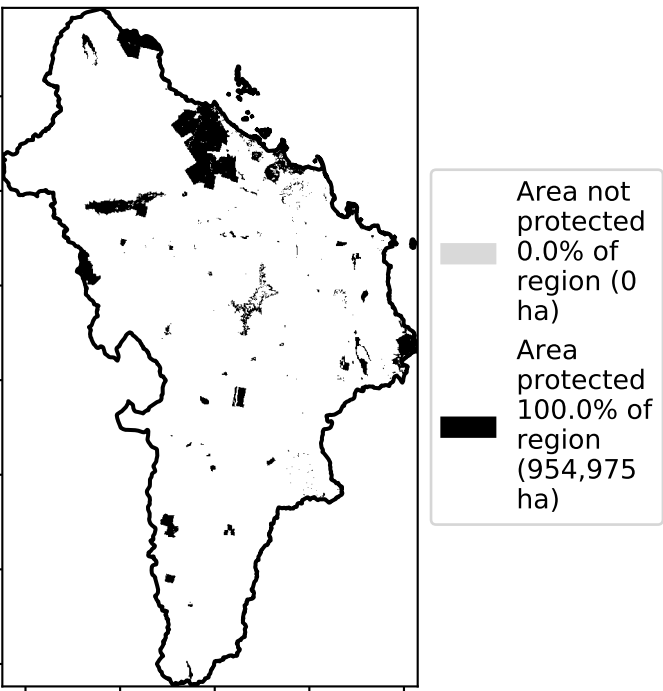 Area not
protected
0.0% of
region (0
ha)
Area
protected
100.0% of
region
(954,975
ha)